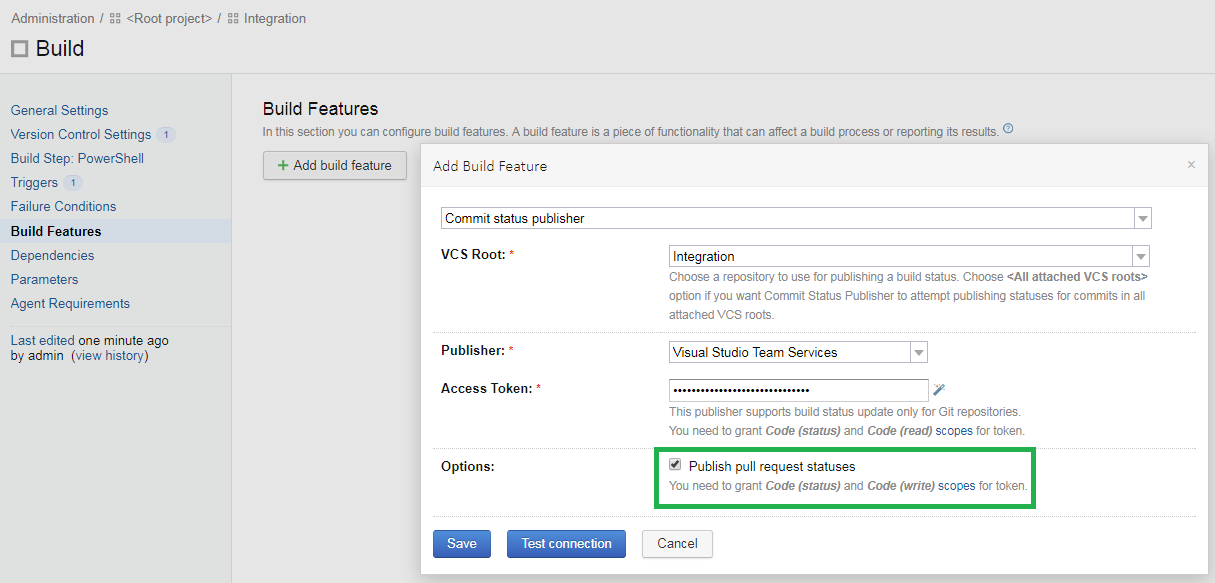 Administration / <Root project> / Integration
Build
General Settings
Version Control Settings 1
Build Step: PowerShell
Triggers 1
Failure Conditions
Build Features
Dependencies
Parameters
Agent Requirements
Last edited one minute ago
by admin (view history)
Build Features
In this section you can configure build features. A build feature is a piece of functionality that can affect a build process or reporting its results. ?
+ Add build feature
Add Build Feature ×
Commit status publisher
VCS Root: * Integration
Choose a repository to use for publishing a build status. Choose <All attached VCS roots>
option if you want Commit Status Publisher to attempt publishing statuses for commits in all
attached VCS roots.
Publisher: * Visual Studio Team Services
Access Token: * ••••••••••••••••••••••••••••••
This publisher supports build status update only for Git repositories.
You need to grant Code (status) and Code (read) scopes for token.
Options: Publish pull request statuses
You need to grant Code (status) and Code (write) scopes for token.
Save Test connection Cancel